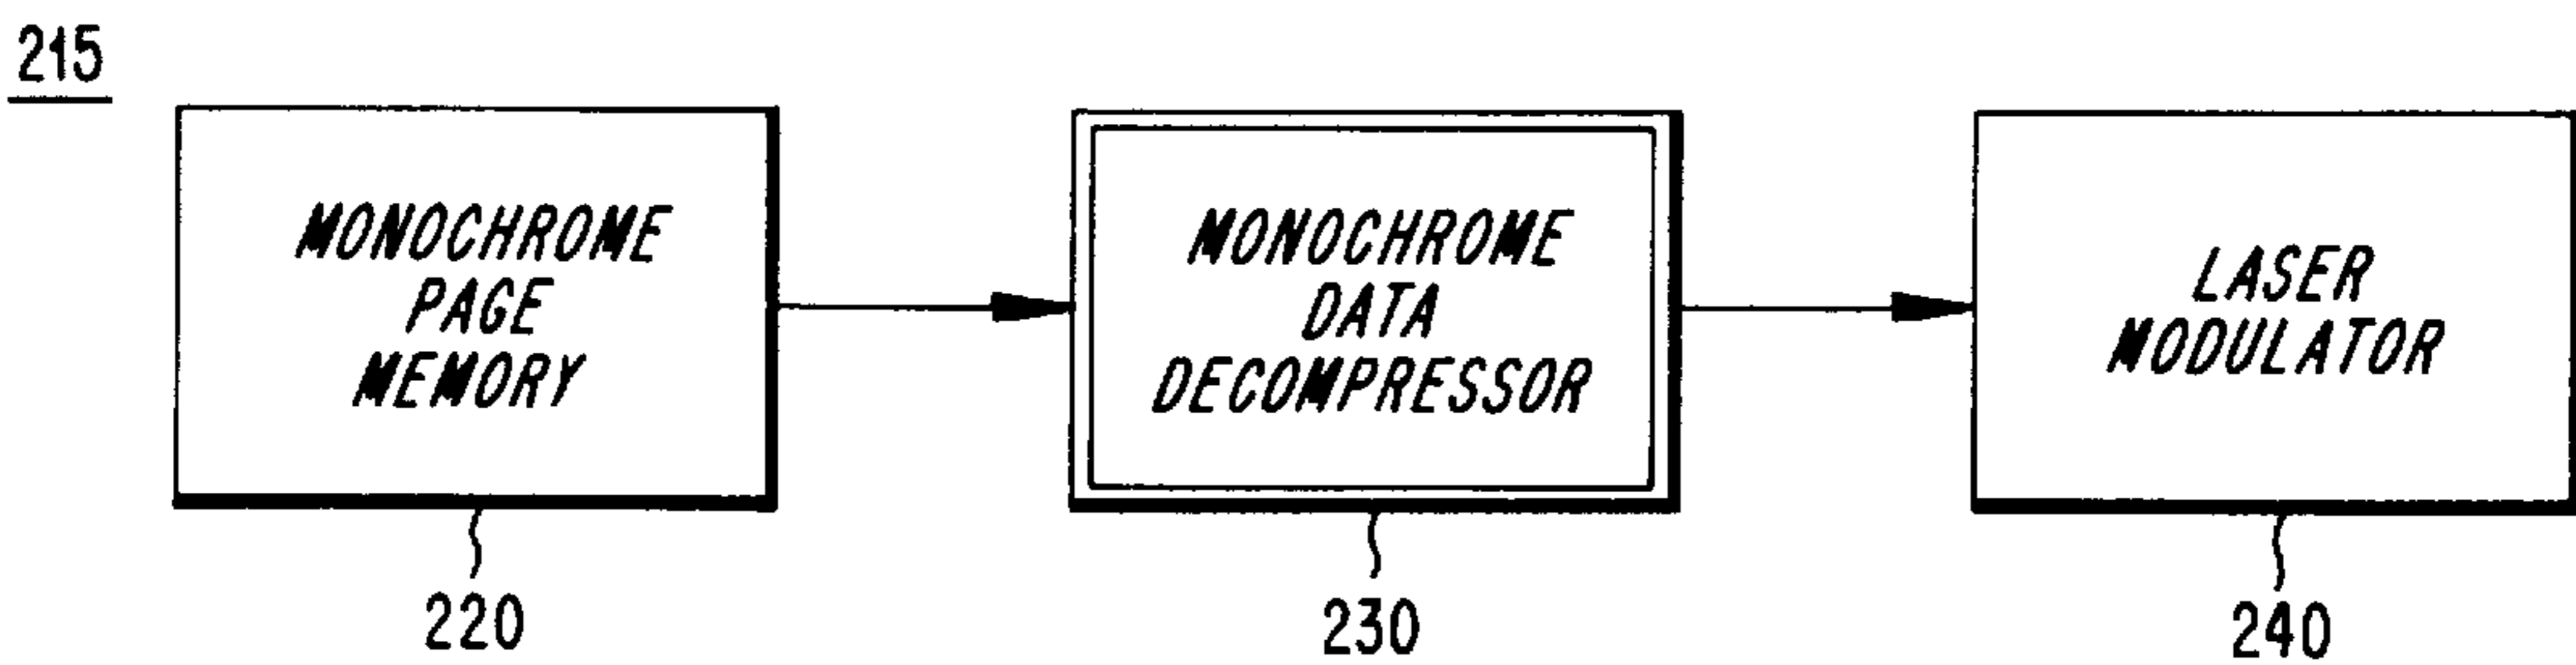 215
MONOCHROME
PAGE
MEMORY
220
MONOCHROME
DATA
DECOMPRESSOR
230
LASER
MODULATOR
240